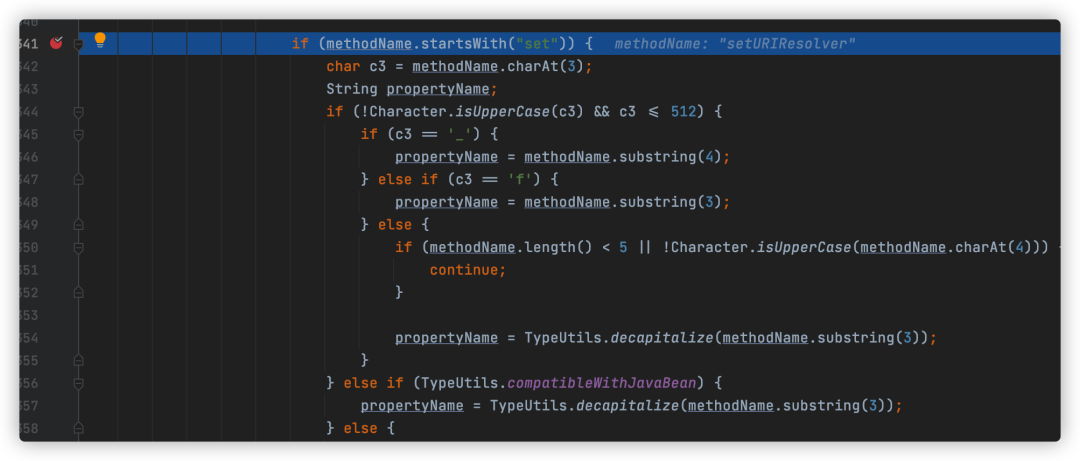 340
341 if (methodName.startsWith("set")) { methodName: "setURIResolver"
342 char c3 = methodName.charAt(3);
343 String propertyName;
344 if (!Character.isUpperCase(c3) && c3 <= 512) {
345 if (c3 == '_') {
346 propertyName = methodName.substring(4);
347 } else if (c3 == 'f') {
348 propertyName = methodName.substring(3);
349 } else {
350 if (methodName.length() < 5 || !Character.isUpperCase(methodName.charAt(4))) {
351 continue;
352 }
353
354 propertyName = TypeUtils.decapitalize(methodName.substring(3));
355 }
356 } else if (TypeUtils.compatibleWithJavaBean) {
357 propertyName = TypeUtils.decapitalize(methodName.substring(3));
358 } else {